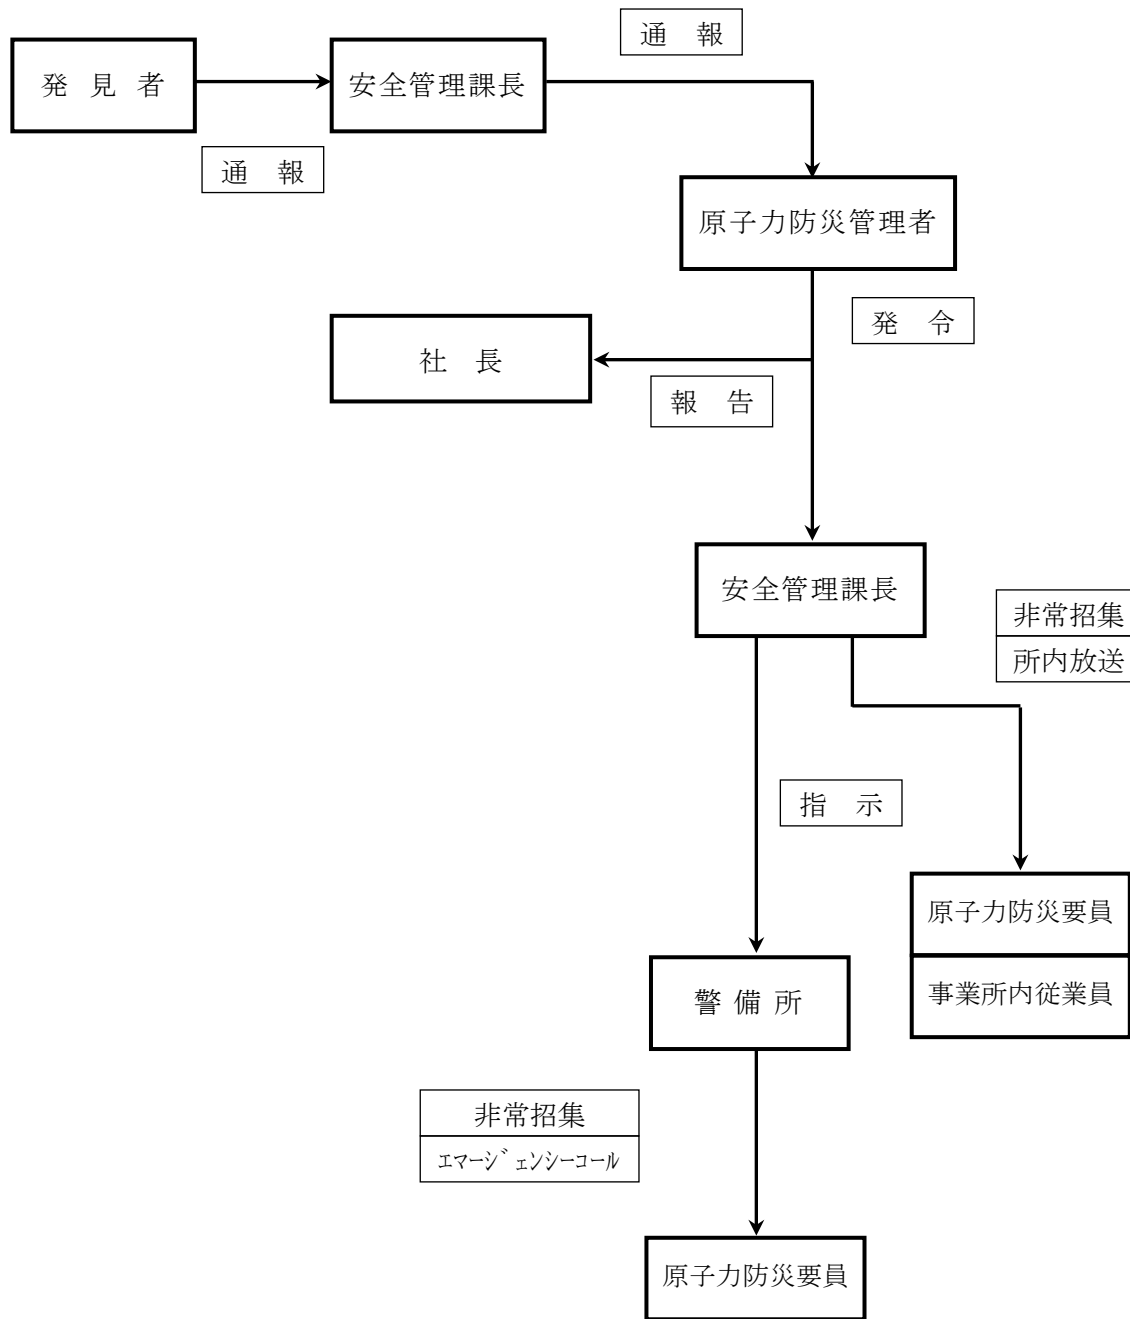 通　報
発　見　者
安全管理課長
通　報
原子力防災管理者
発　令
社　長
報　告
安全管理課長
非常招集
所内放送
指　示
原子力防災要員
事業所内従業員
警 備 所
非常招集
エマージェンシーコール
原子力防災要員